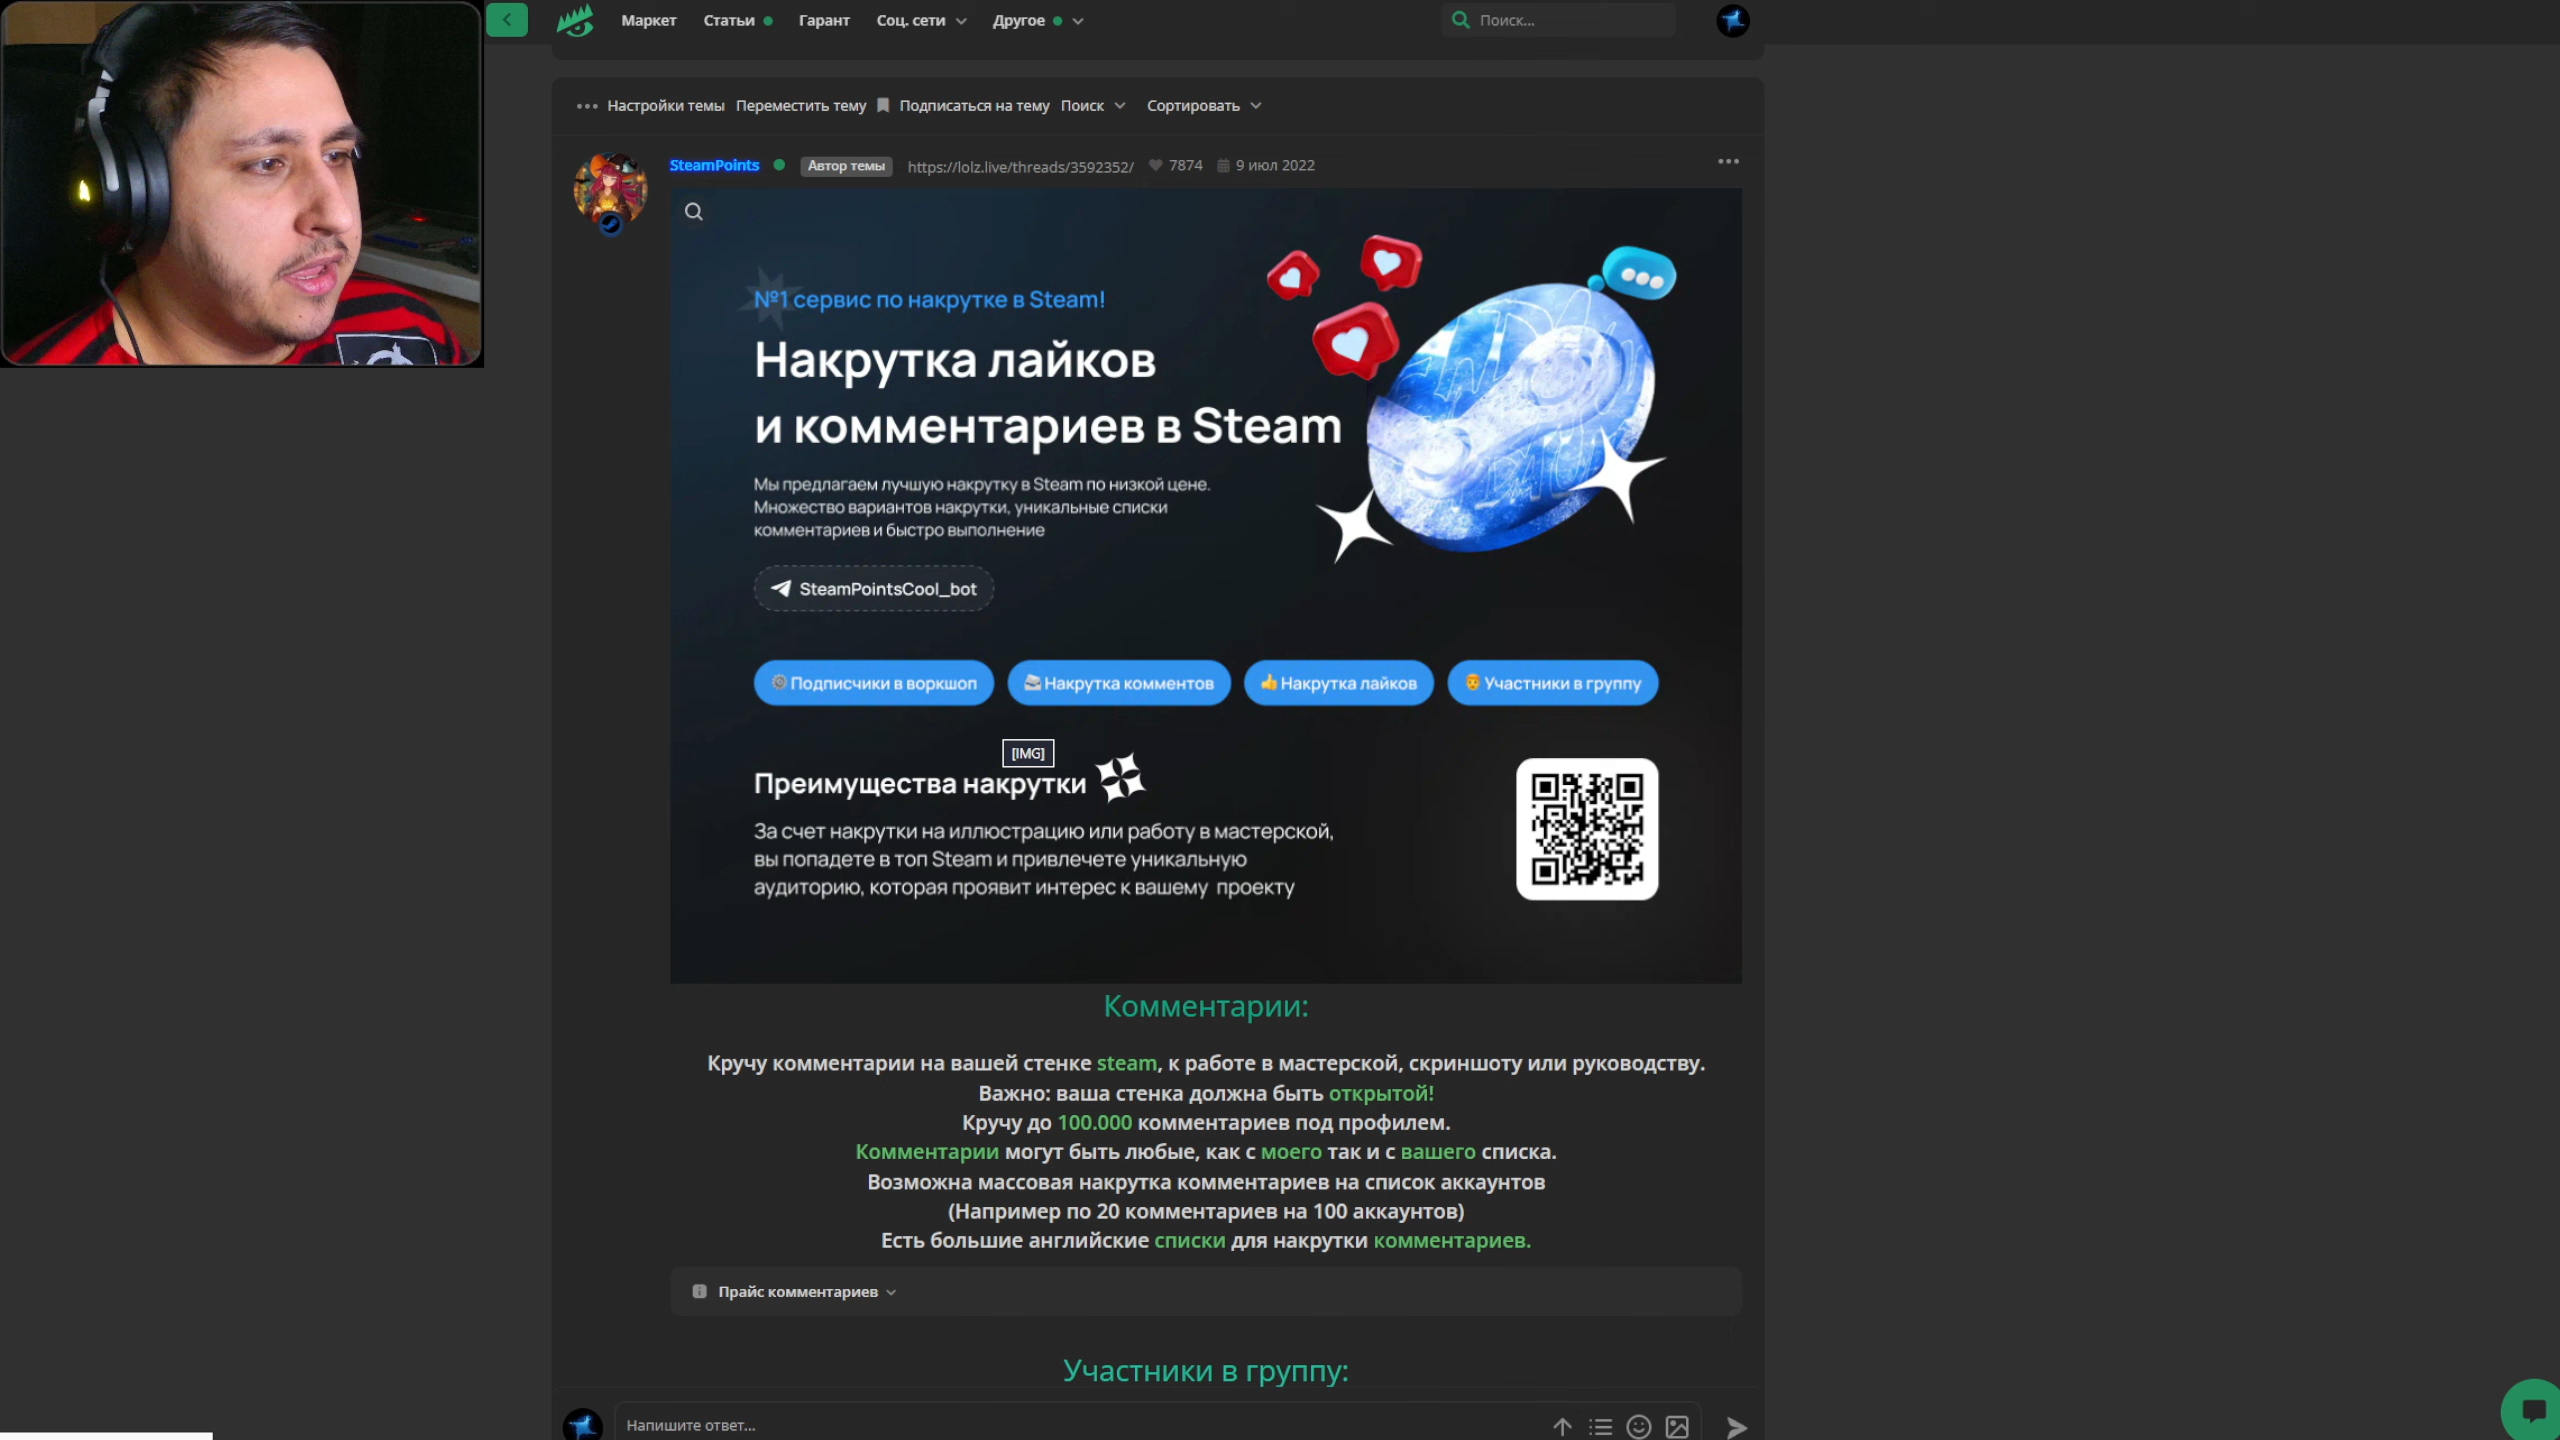 Маркет
Статьи
Гарант
Соц. сети
Другое
Поиск...
Настройки темы
Переместить тему
Подписаться на тему
Поиск
Сортировать
SteamPoints
Автор темы
https://lolz.live/threads/3592352/
7874
9 июл 2022
№1 сервис по накрутке в Steam!
Накрутка лайков
и комментариев в Steam
Мы предлагаем лучшую накрутку в Steam по низкой цене.
Множество вариантов накрутки, уникальные списки
комментариев и быстро выполнение
SteamPointsCool_bot
Подписчики в воркшоп
Накрутка комментов
Накрутка лайков
Участники в группу
[IMG]
Преимущества накрутки
За счет накрутки на иллюстрацию или работу в мастерской,
вы попадете в топ Steam и привлечете уникальную
аудиторию, которая проявит интерес к вашему проекту
Комментарии:
Кручу комментарии на вашей стенке steam, к работе в мастерской, скриншоту или руководству.
Важно: ваша стенка должна быть открытой!
Кручу до 100.000 комментариев под профилем.
Комментарии могут быть любые, как с моего так и с вашего списка.
Возможна массовая накрутка комментариев на список аккаунтов
(Например по 20 комментариев на 100 аккаунтов)
Есть большие английские списки для накрутки комментариев.
Прайс комментариев
Участники в группу:
Напишите ответ...